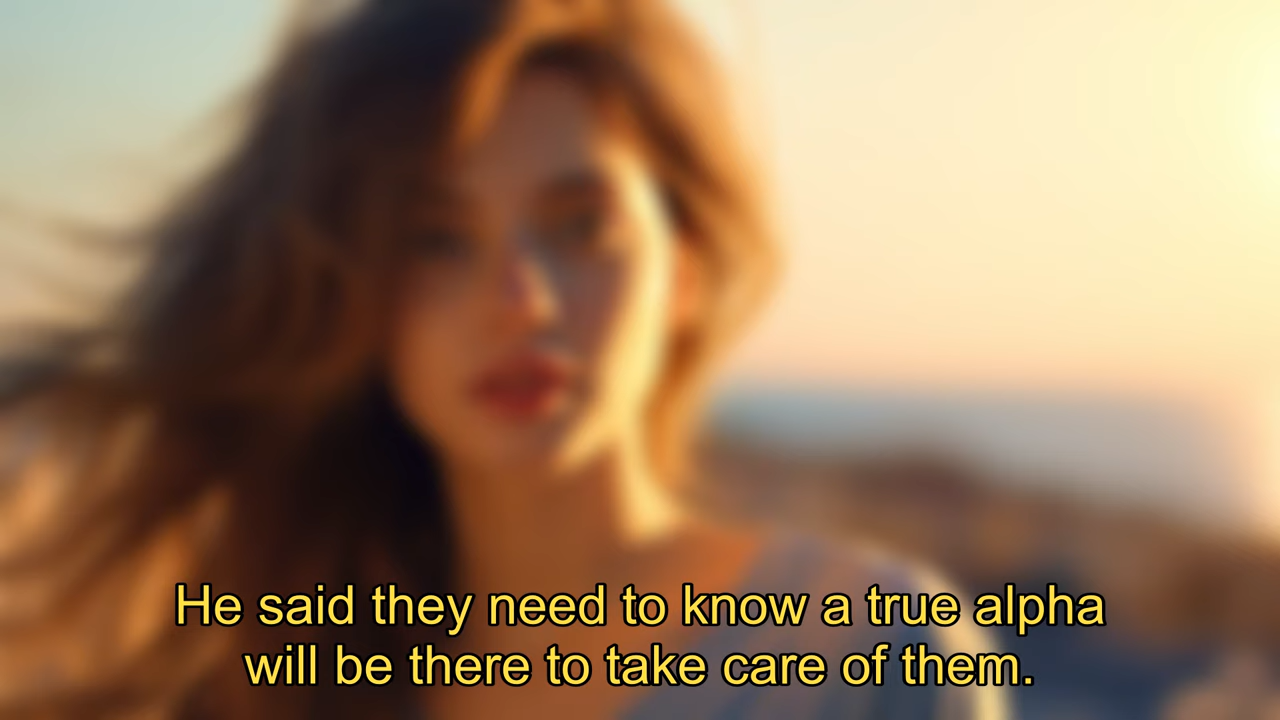 He said they need to know a true alpha
will be there to take care of them.